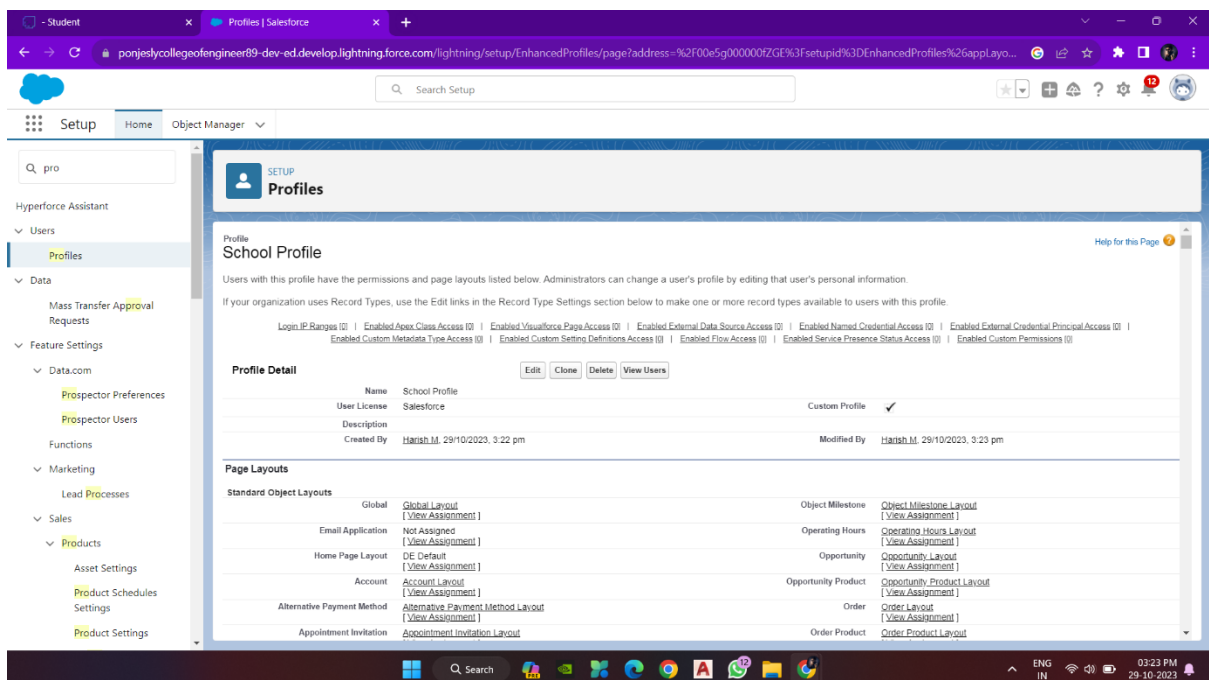 - Student
Profiles | Salesforce
ponjeslycollegeofengineer89-dev-ed.develop.lightning.force.com/lightning/setup/EnhancedProfiles/page?address=%2F00e5g000000fZGE%3Fsetupid%3DEnhancedProfiles%26appLayo...
Search Setup
12
Setup Home Object Manager
pro
Hyperforce Assistant
Users
Profiles
Data
Mass Transfer Approval
Requests
Feature Settings
Data.com
Prospector Preferences
Prospector Users
Functions
Marketing
Lead Processes
Sales
Products
Asset Settings
Product Schedules
Settings
Product Settings
SETUP
Profiles
Profile
School Profile
Help for this Page
Users with this profile have the permissions and page layouts listed below. Administrators can change a user's profile by editing that user's personal information.
If your organization uses Record Types, use the Edit links in the Record Type Settings section below to make one or more record types available to users with this profile.
Login IP Ranges [0] | Enabled Apex Class Access [0] | Enabled Visualforce Page Access [0] | Enabled External Data Source Access [0] | Enabled Named Credential Access [0] | Enabled External Credential Principal Access [0] |
Enabled Custom Metadata Type Access [0] | Enabled Custom Setting Definitions Access [0] | Enabled Flow Access [0] | Enabled Service Presence Status Access [0] | Enabled Custom Permissions [0]
Profile Detail Edit Clone Delete View Users
Name School Profile
User License Salesforce Custom Profile ✓
Description
Created By Harish M, 29/10/2023, 3:22 pm Modified By Harish M, 29/10/2023, 3:23 pm
Page Layouts
Standard Object Layouts
Global Global Layout Object Milestone Object Milestone Layout
[ View Assignment ] [ View Assignment ]
Email Application Not Assigned Operating Hours Operating Hours Layout
[ View Assignment ] [ View Assignment ]
Home Page Layout DE Default Opportunity Opportunity Layout
[ View Assignment ] [ View Assignment ]
Account Account Layout Opportunity Product Opportunity Product Layout
[ View Assignment ] [ View Assignment ]
Alternative Payment Method Alternative Payment Method Layout Order Order Layout
[ View Assignment ] [ View Assignment ]
Appointment Invitation Appointment Invitation Layout Order Product Order Product Layout
Search
12
ENG
IN
03:23 PM
29-10-2023